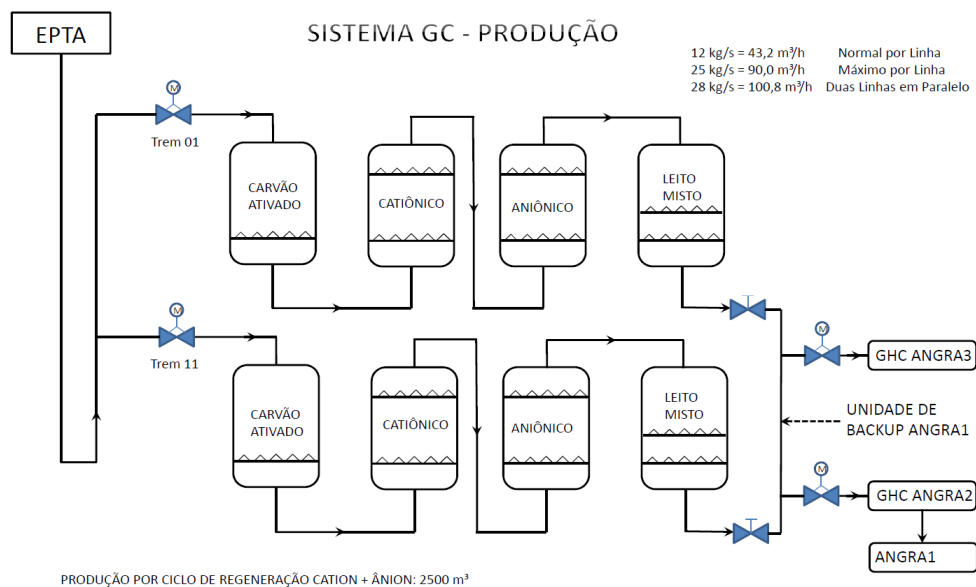 EPTA
SISTEMA GC - PRODUÇÃO
12 kg/s = 43,2 m³/h Normal por Linha
25 kg/s = 90,0 m³/h Máximo por Linha
28 kg/s = 100,8 m³/h Duas Linhas em Paralelo
M
Trem 01
CARVÃO
ATIVADO
CATIÔNICO
ANIÔNICO
LEITO
MISTO
M
Trem 11
M
GHC ANGRA3
CARVÃO
ATIVADO
CATIÔNICO
ANIÔNICO
LEITO
MISTO
UNIDADE DE
BACKUP ANGRA1
M
GHC ANGRA2
ANGRA1
PRODUÇÃO POR CICLO DE REGENERAÇÃO CATION + ÂNION: 2500 m³